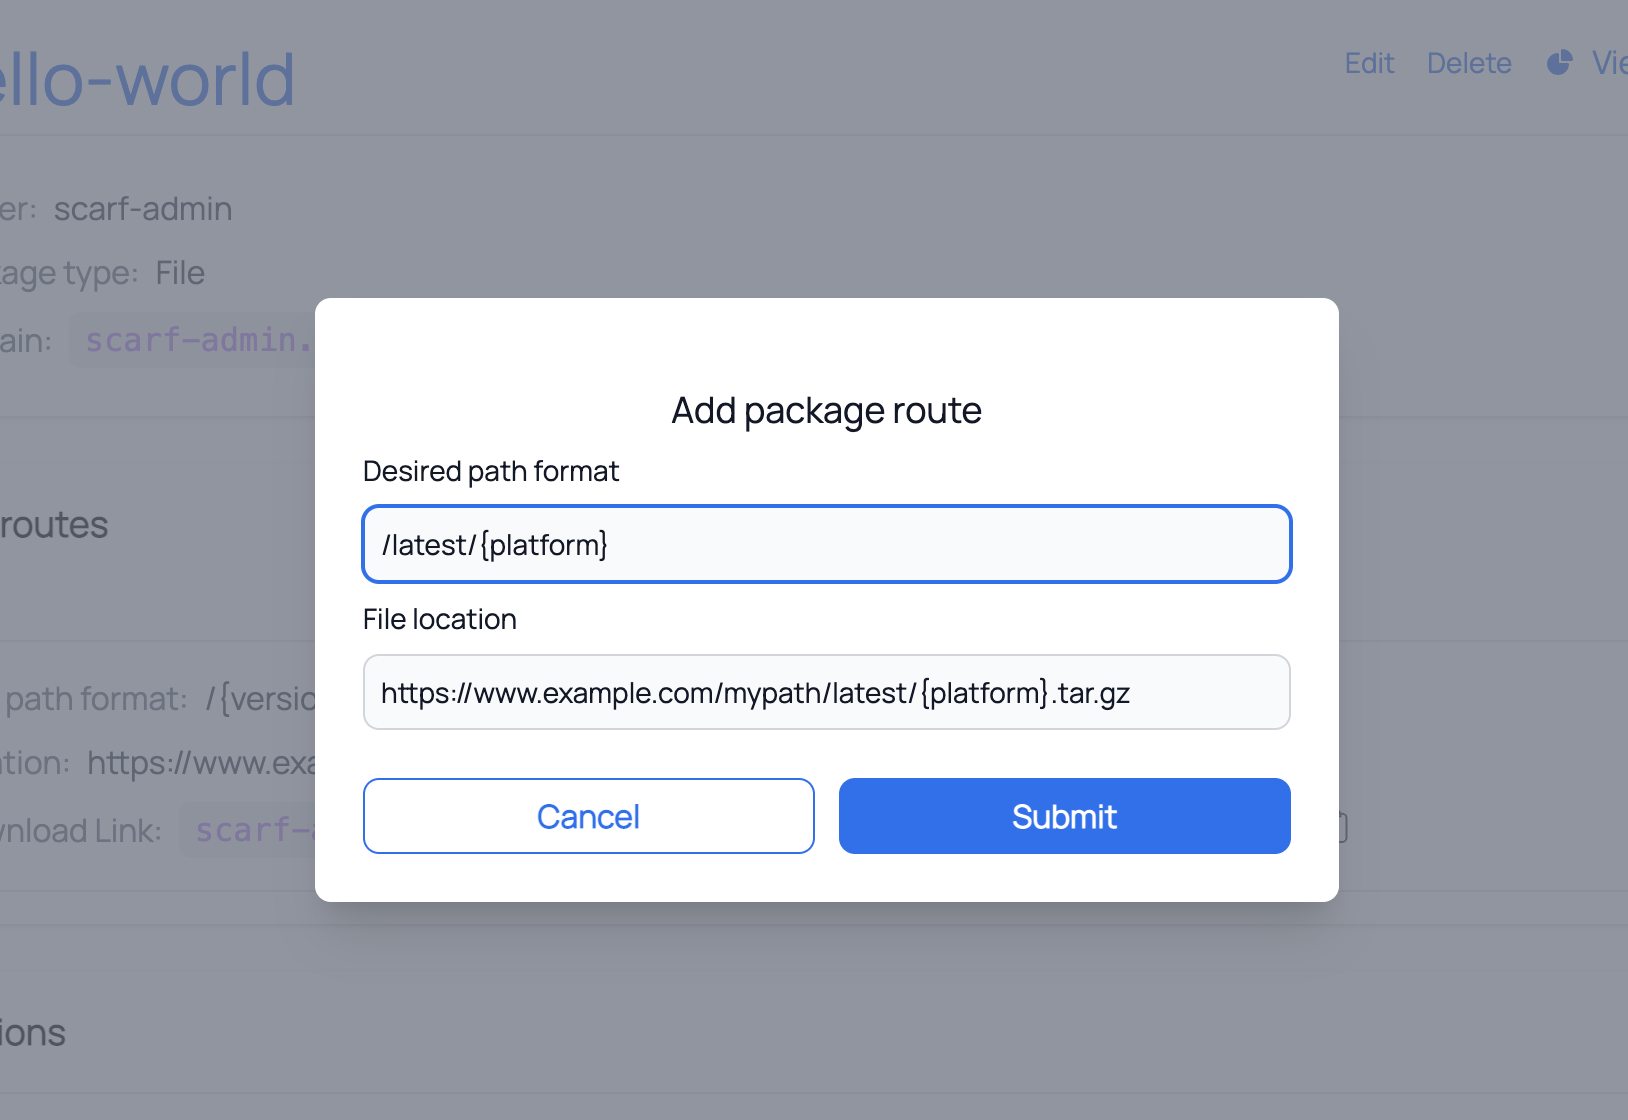 ello-world
Edit Delete Vie
er: scarf-admin
age type: File
ain: scarf-admin.
Add package route
Desired path format
/latest/{platform}
File location
https://www.example.com/mypath/latest/{platform}.tar.gz
Cancel Submit
routes
path format: /{versio
tion: https://www.exa
nload Link: scarf-
ions